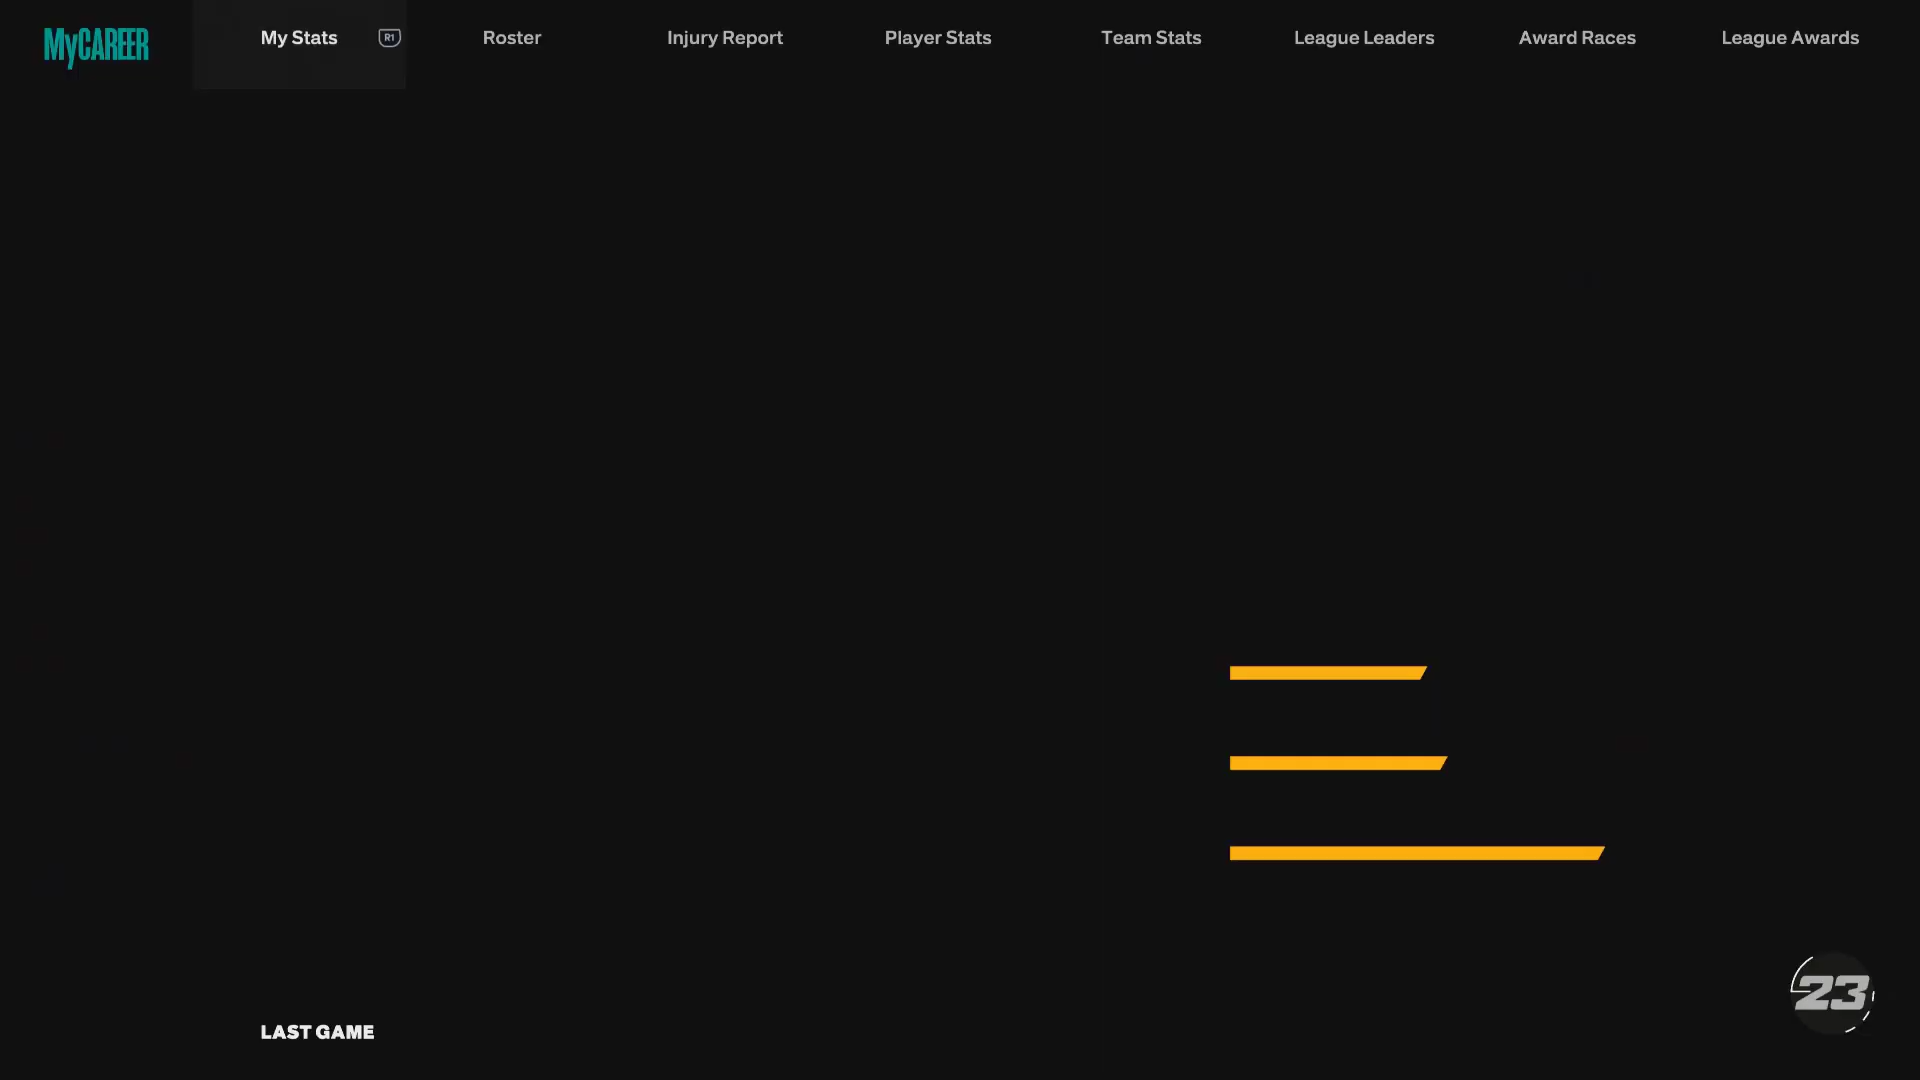 MyCAREER
My Stats R1 Roster Injury Report Player Stats Team Stats League Leaders Award Races League Awards
23
LAST GAME